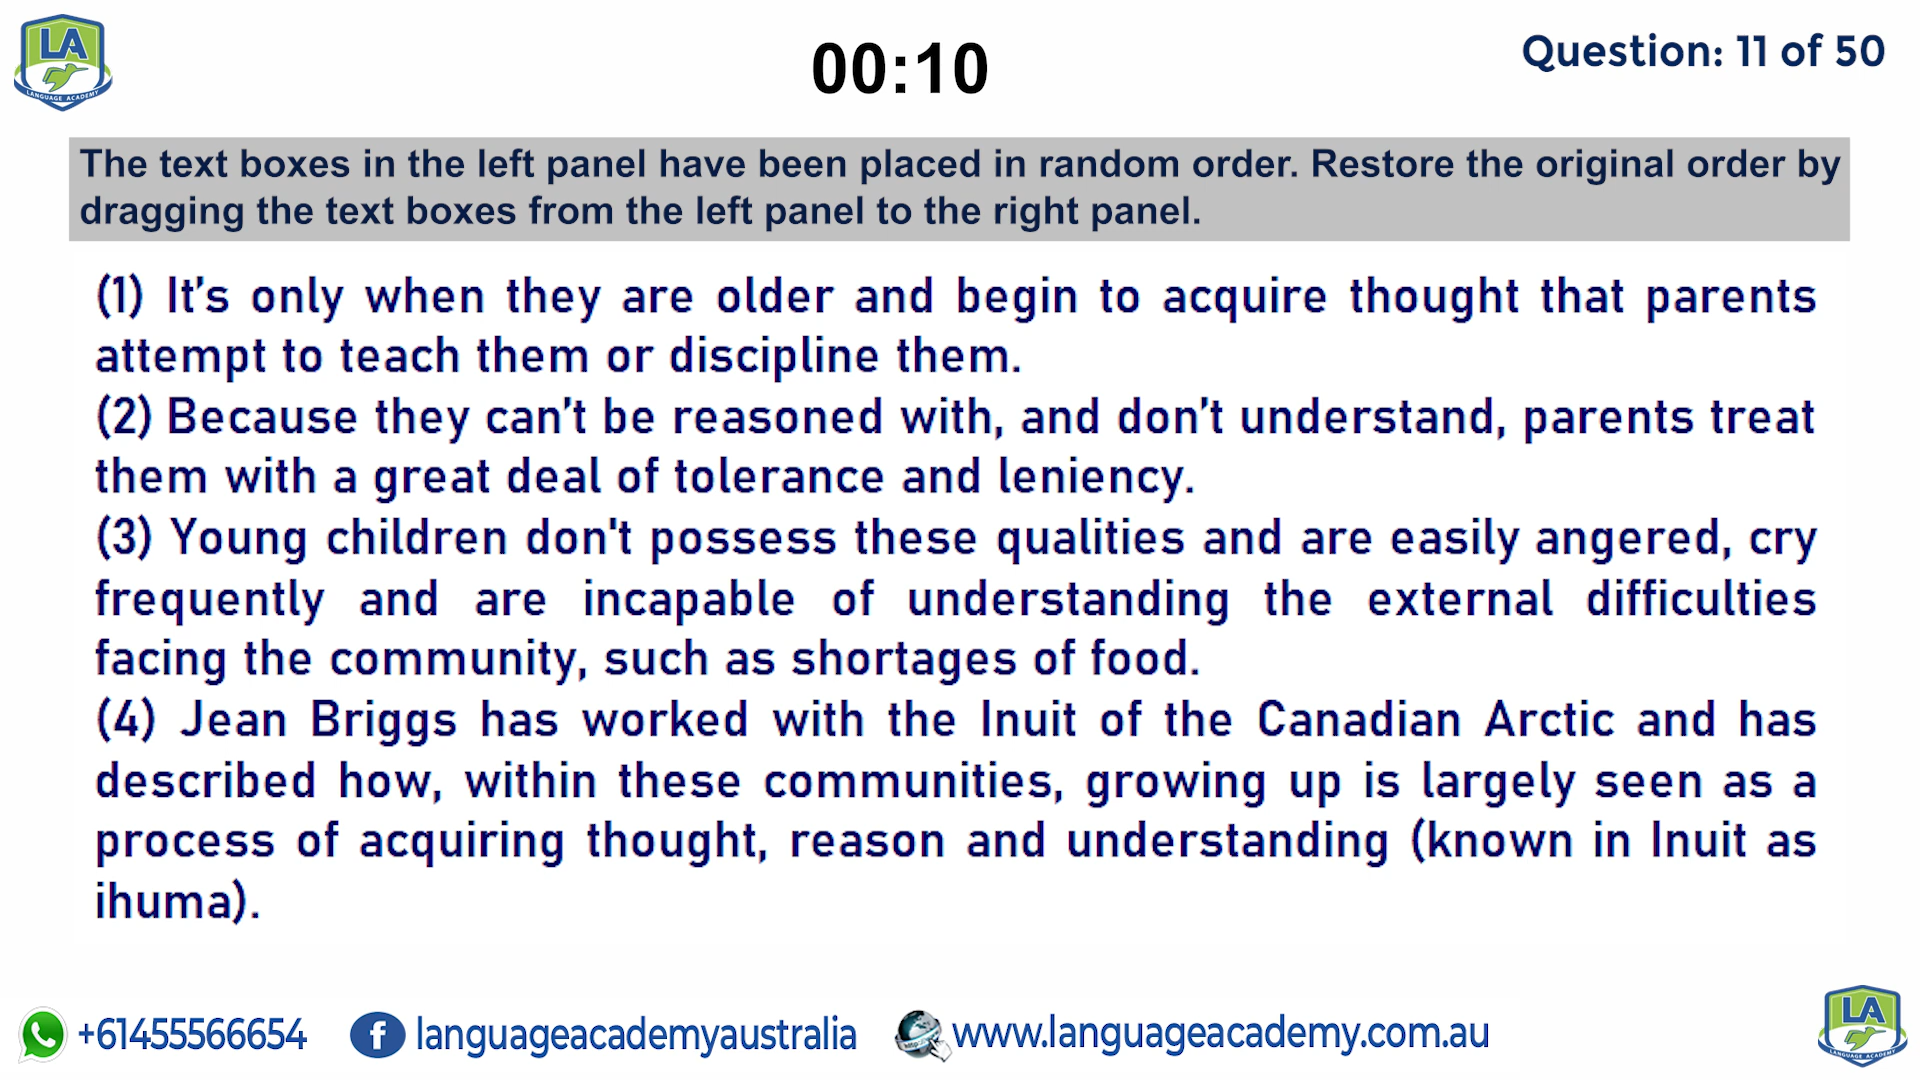 LA
LANGUAGE ACADEMY
00:10
Question: 11 of 50
The text boxes in the left panel have been placed in random order. Restore the original order by
dragging the text boxes from the left panel to the right panel.
(1) It’s only when they are older and begin to acquire thought that parents
attempt to teach them or discipline them.
(2) Because they can’t be reasoned with, and don’t understand, parents treat
them with a great deal of tolerance and leniency.
(3) Young children don't possess these qualities and are easily angered, cry
frequently and are incapable of understanding the external difficulties
facing the community, such as shortages of food.
(4) Jean Briggs has worked with the Inuit of the Canadian Arctic and has
described how, within these communities, growing up is largely seen as a
process of acquiring thought, reason and understanding (known in Inuit as
ihuma).
+61455566654
languageacademyaustralia
www.languageacademy.com.au
LA
LANGUAGE ACADEMY